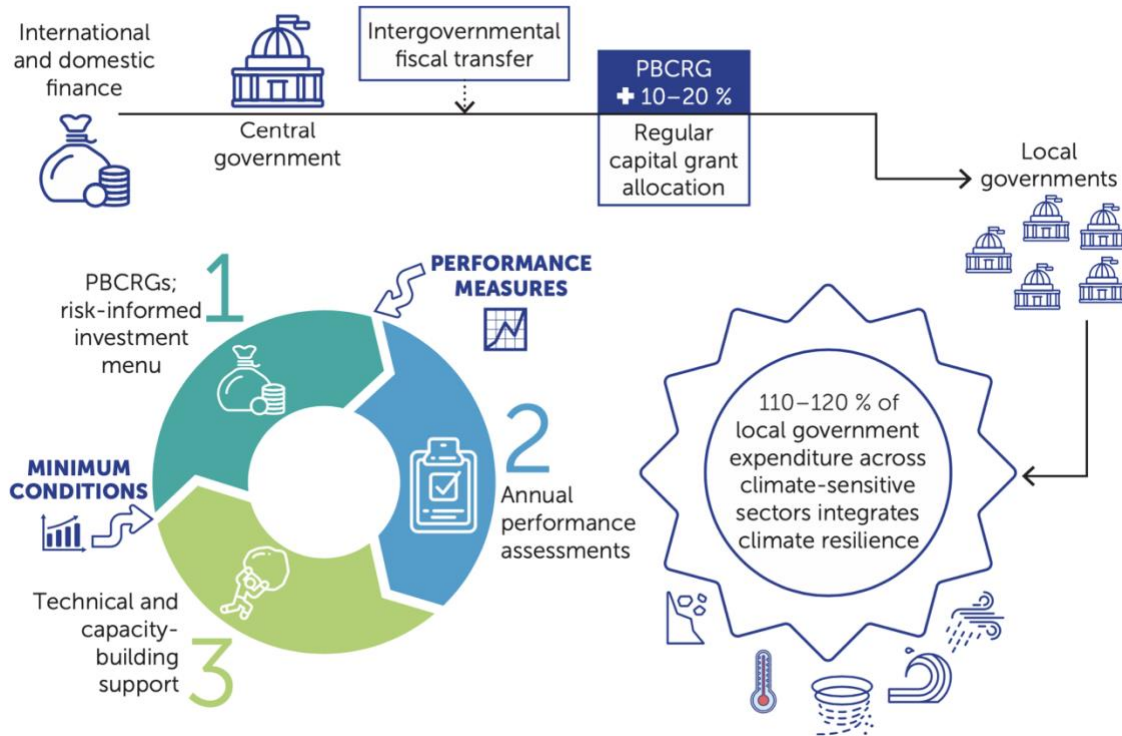 International
and domestic
finance
Central
government
Intergovernmental
fiscal transfer
PBCRG
+ 10–20 %
Regular
capital grant
allocation
Local
governments
1
PBCRGs;
risk-informed
investment
menu
PERFORMANCE
MEASURES
2
Annual
performance
assessments
MINIMUM
CONDITIONS
Technical and
capacity-
building
support
3
110–120 % of
local government
expenditure across
climate-sensitive
sectors integrates
climate resilience